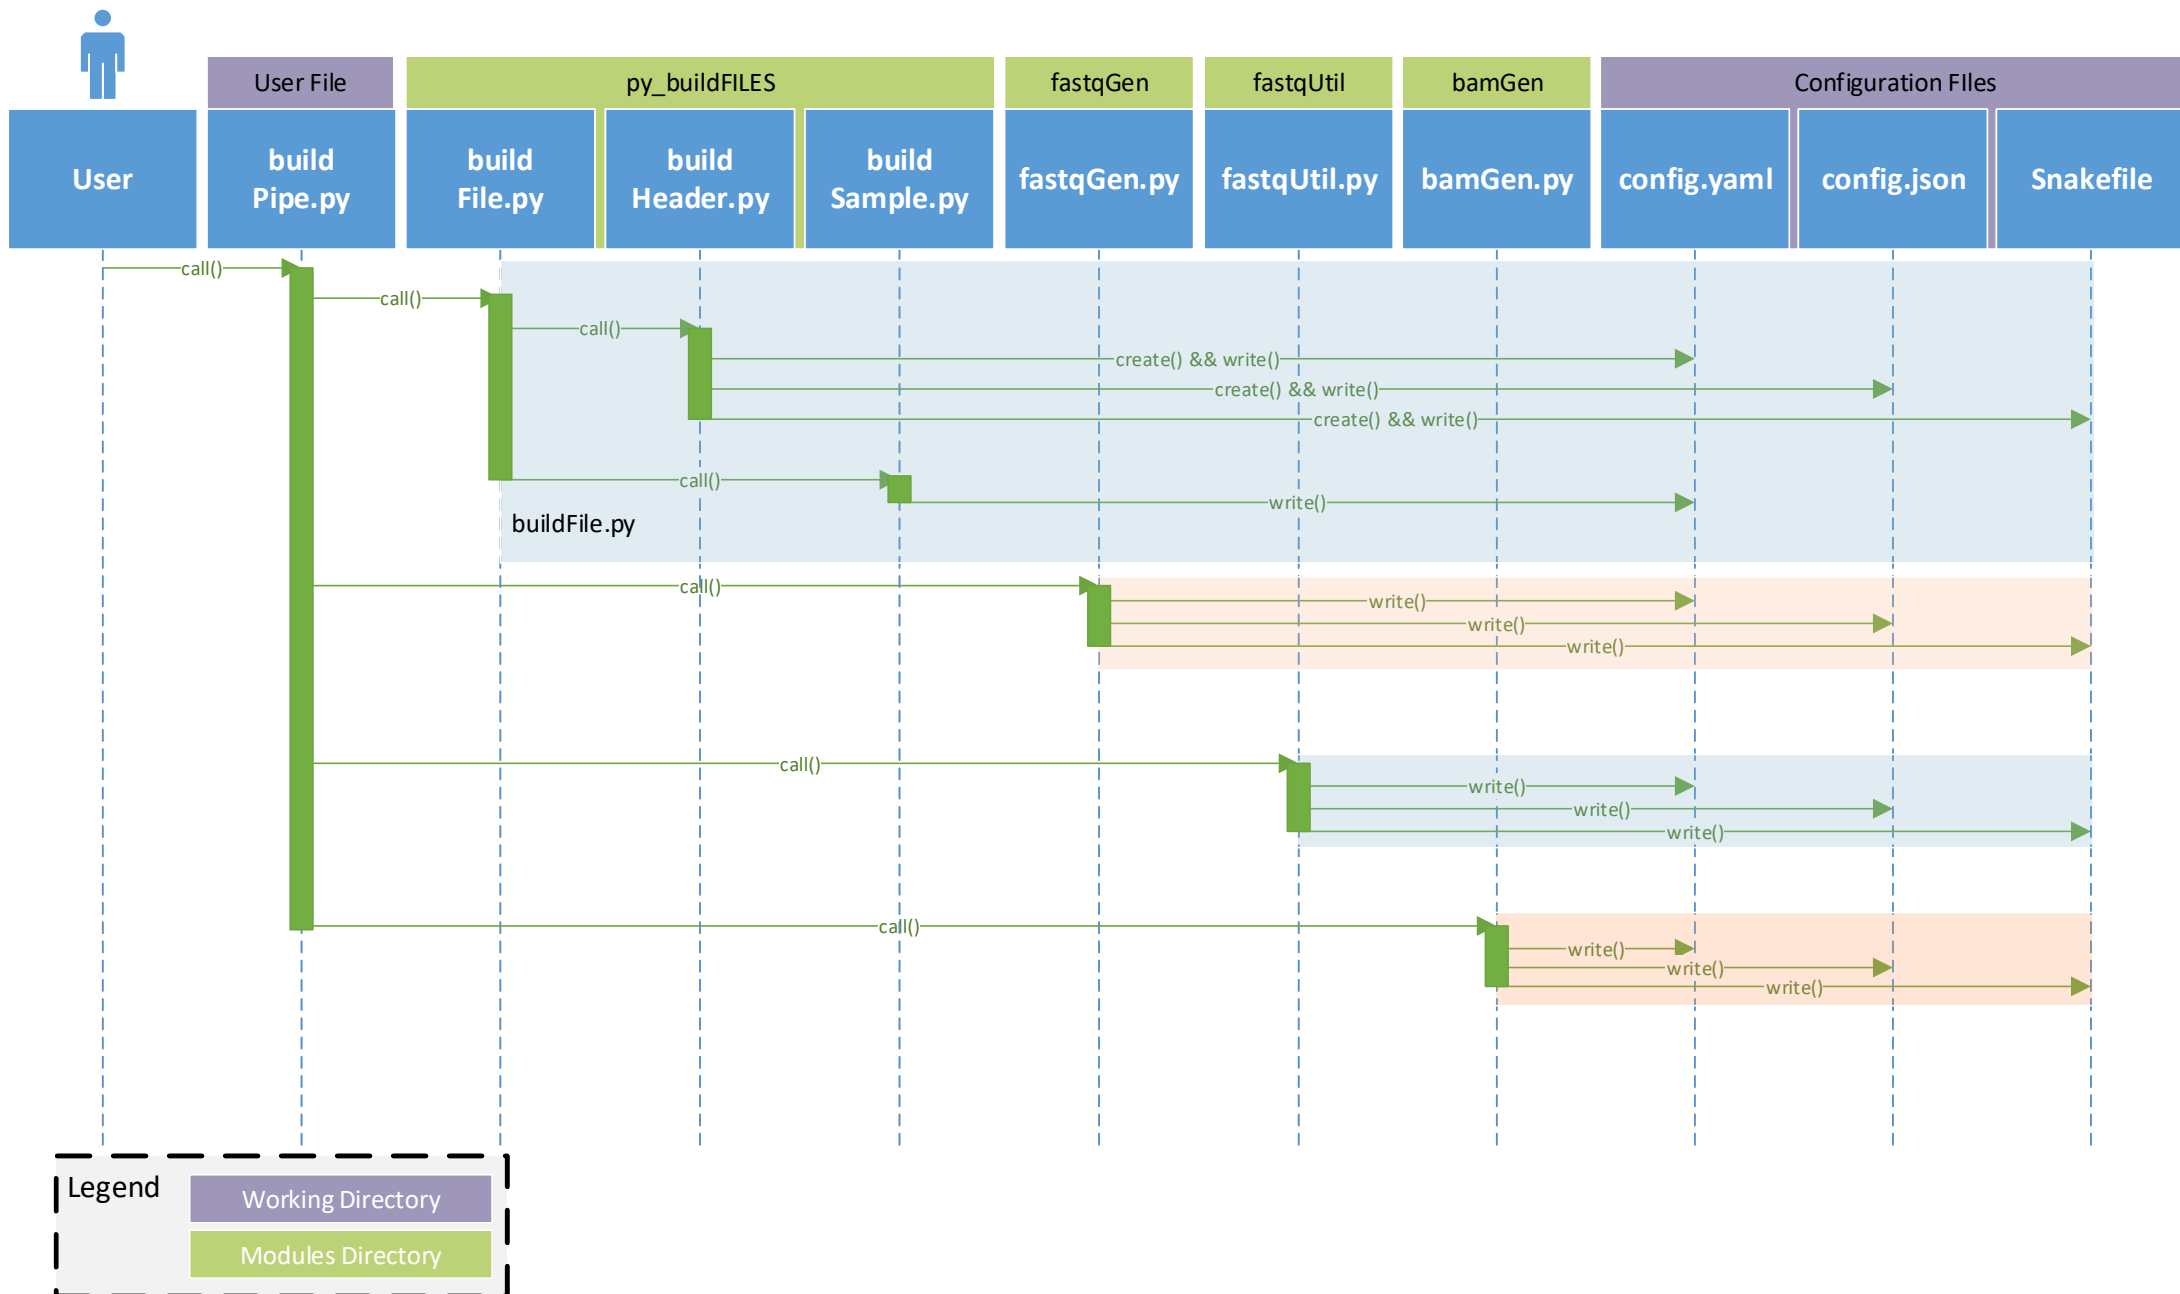 User File
py_buildFILES
fastqGen
fastqUtil
bamGen
Configuration FIles
User
build
Pipe.py
build
File.py
build
Header.py
build
Sample.py
fastqGen.py
fastqUtil.py
bamGen.py
config.yaml
config.json
Snakefile
call()
call()
call()
create() && write()
create() && write()
create() && write()
call()
write()
buildFile.py
call()
write()
write()
write()
call()
write()
write()
write()
call()
write()
write()
write()
Legend
Working Directory
Modules Directory